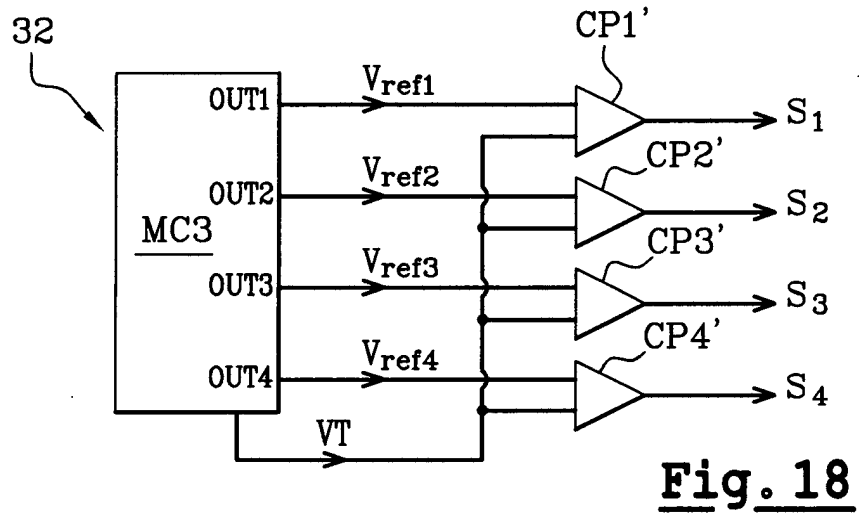 32
CP1'
OUT1
Vref1
S1
CP2'
OUT2
Vref2
S2
MC3
CP3'
OUT3
Vref3
S3
CP4'
OUT4
Vref4
S4
VT
Fig. 18